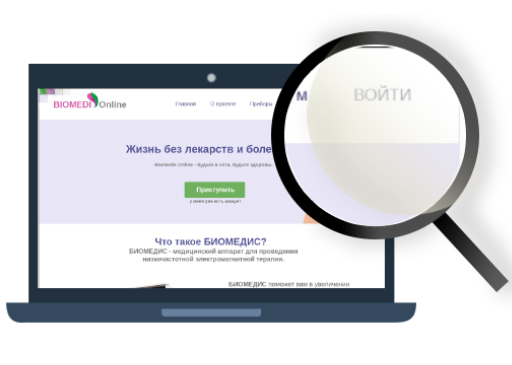 BIOMEDI Online
Главная О проекте Приборы М
ВОЙТИ
Жизнь без лекарств и боле
Biomedis Online - Будьте в сети, будьте здоровы
Приступить
у меня уже есть аккаунт
Что такое БИОМЕДИС?
БИОМЕДИС - медицинский аппарат для проведения
низкочастотной электромагнитной терапии.
БИОМЕДИС поможет вам в увеличении